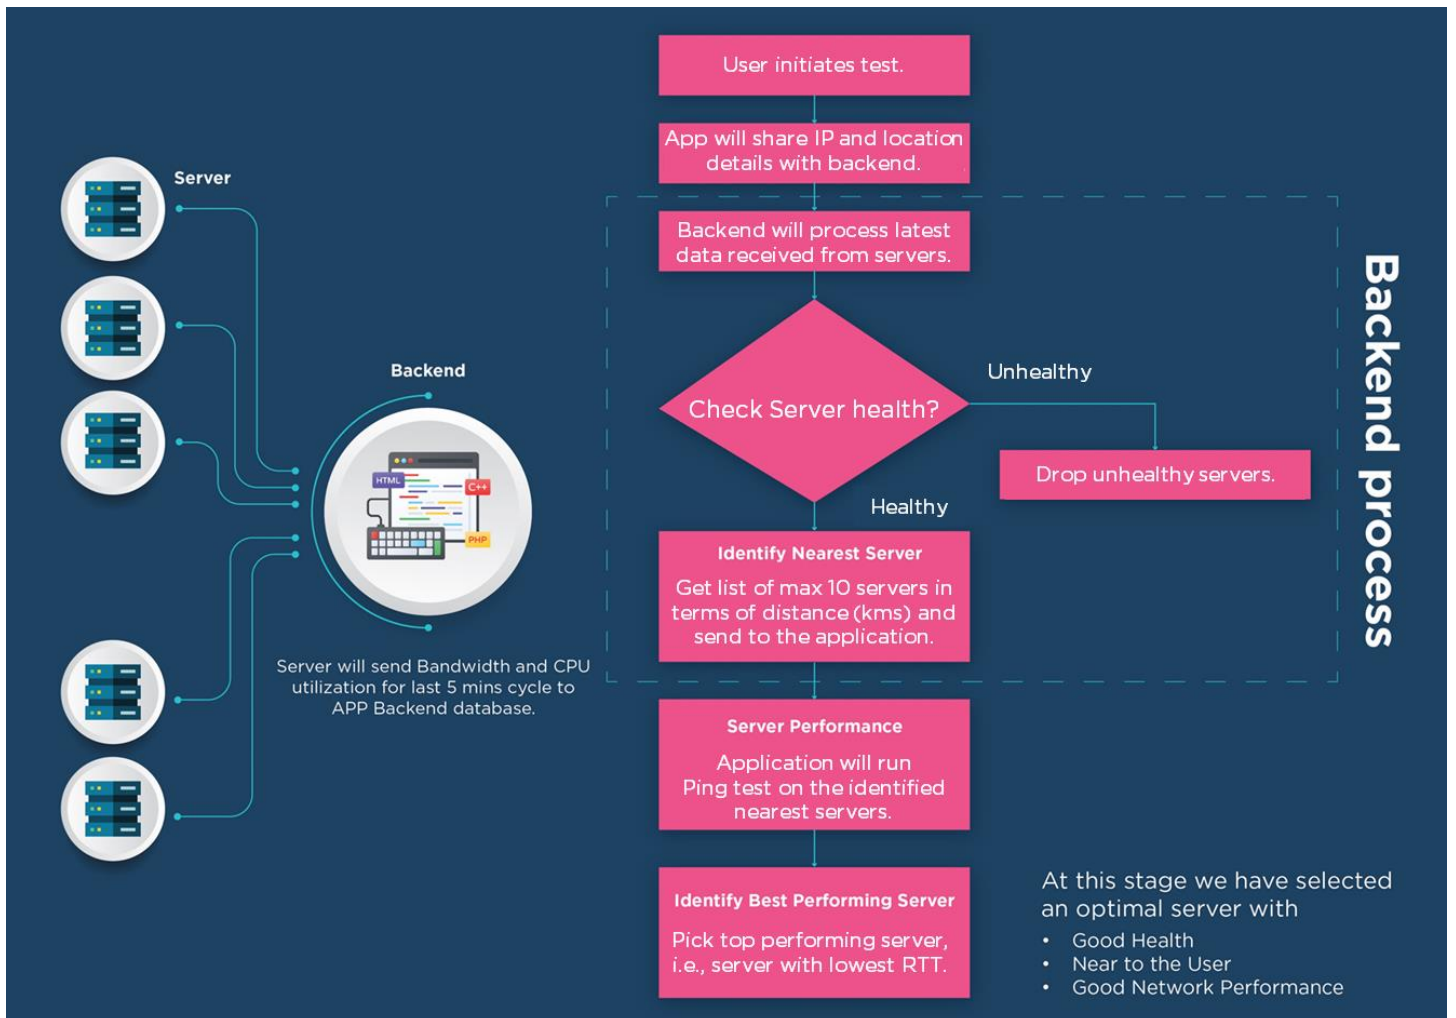 Server
Backend
HTML
C++
PHP
Server will send Bandwidth and CPU
utilization for last 5 mins cycle to
APP Backend database.
User initiates test.
App will share IP and location
details with backend.
Backend will process latest
data received from servers.
Check Server health?
Unhealthy
Drop unhealthy servers.
Healthy
Identify Nearest Server
Get list of max 10 servers in
terms of distance (kms) and
send to the application.
Server Performance
Application will run
Ping test on the identified
nearest servers.
Identify Best Performing Server
Pick top performing server,
i.e., server with lowest RTT.
Backend process
At this stage we have selected
an optimal server with
• Good Health
• Near to the User
• Good Network Performance